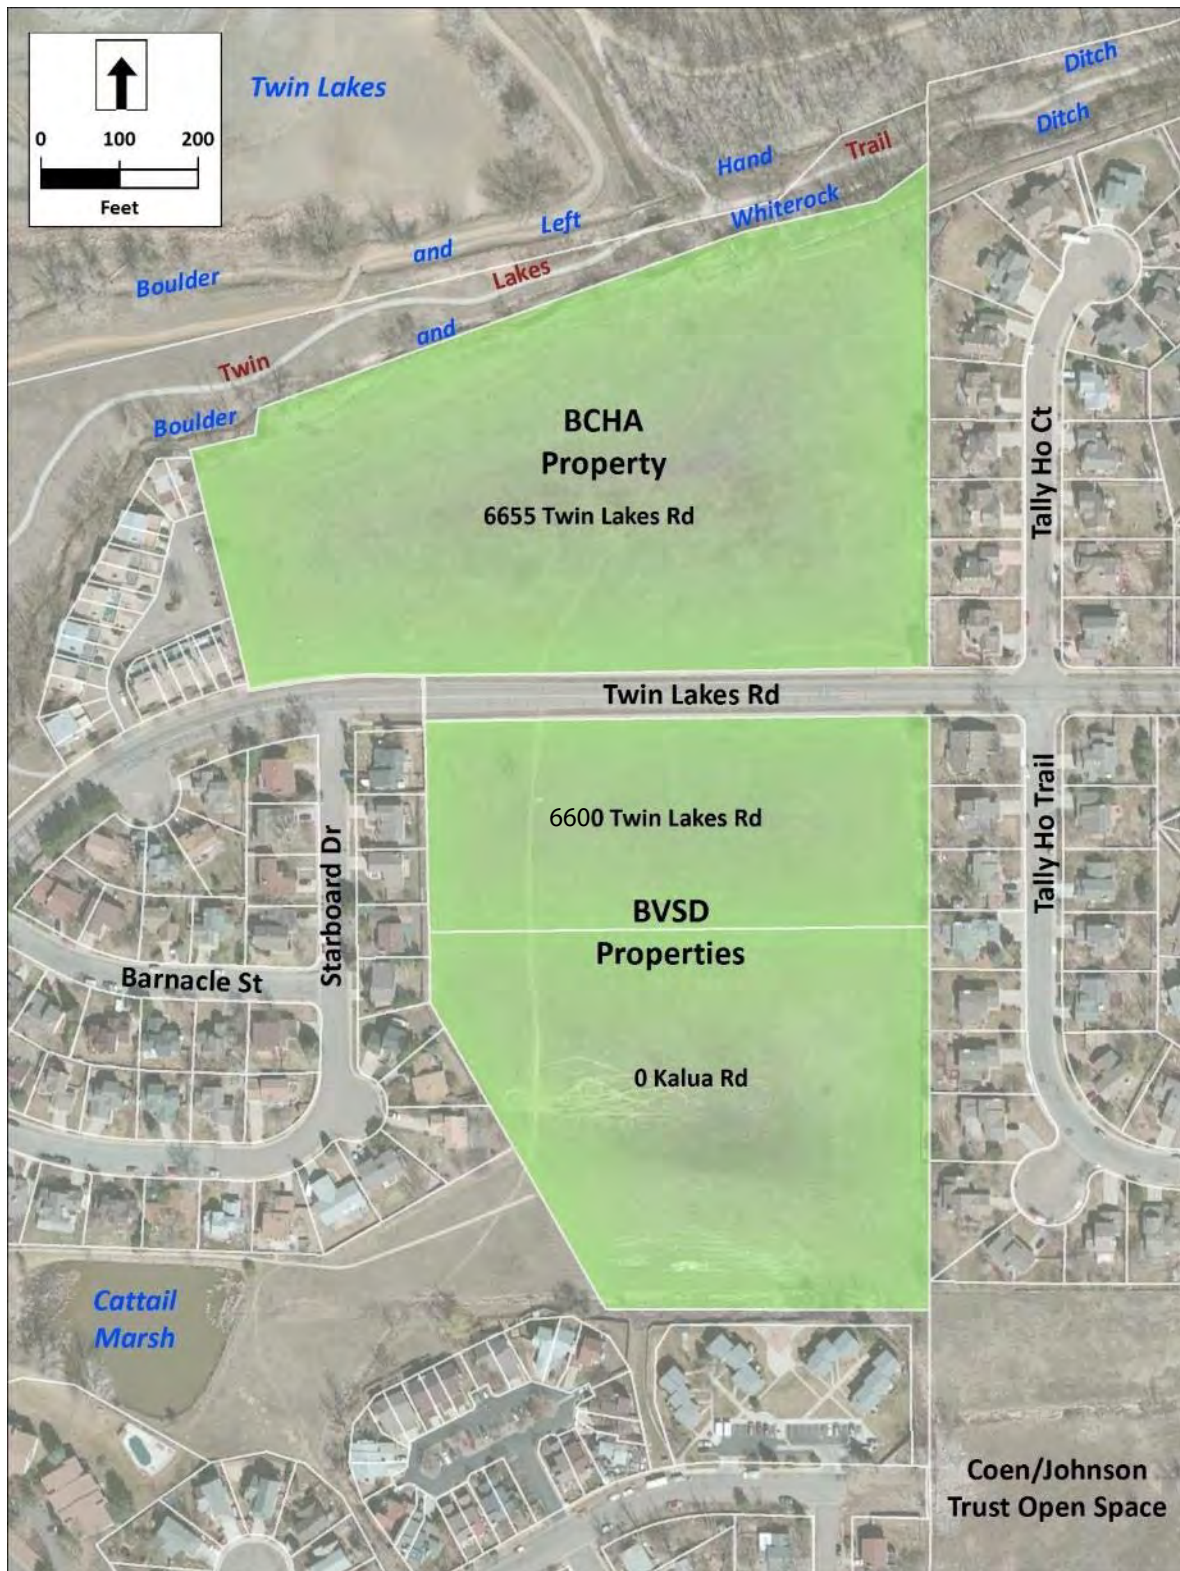 Twin Lakes
0 100 200
Feet
Boulder and Left Hand Ditch
Twin Lakes Trail
Boulder and Whiterock Ditch
BCHA
Property
6655 Twin Lakes Rd
Tally Ho Ct
Twin Lakes Rd
6600 Twin Lakes Rd
Tally Ho Trail
Starboard Dr
BVSD
Properties
Barnacle St
0 Kalua Rd
Cattail
Marsh
Coen/Johnson
Trust Open Space